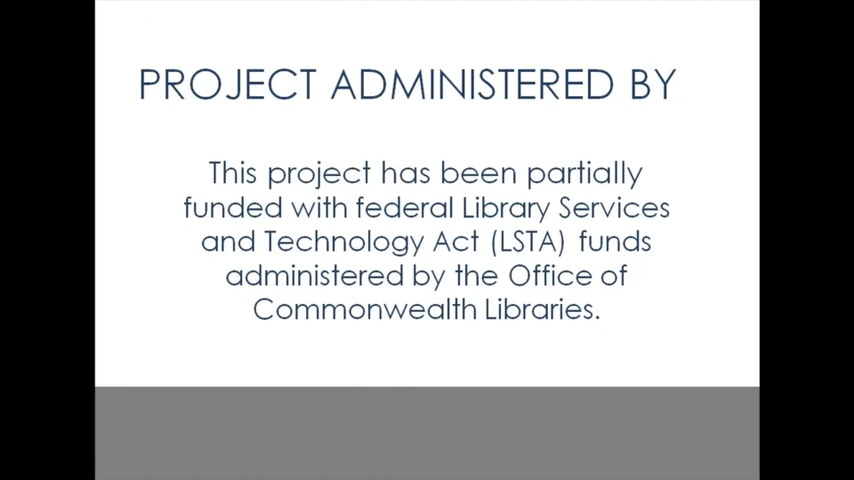 PROJECT ADMINISTERED BY
This project has been partially
funded with federal Library Services
and Technology Act (LSTA) funds
administered by the Office of
Commonwealth Libraries.